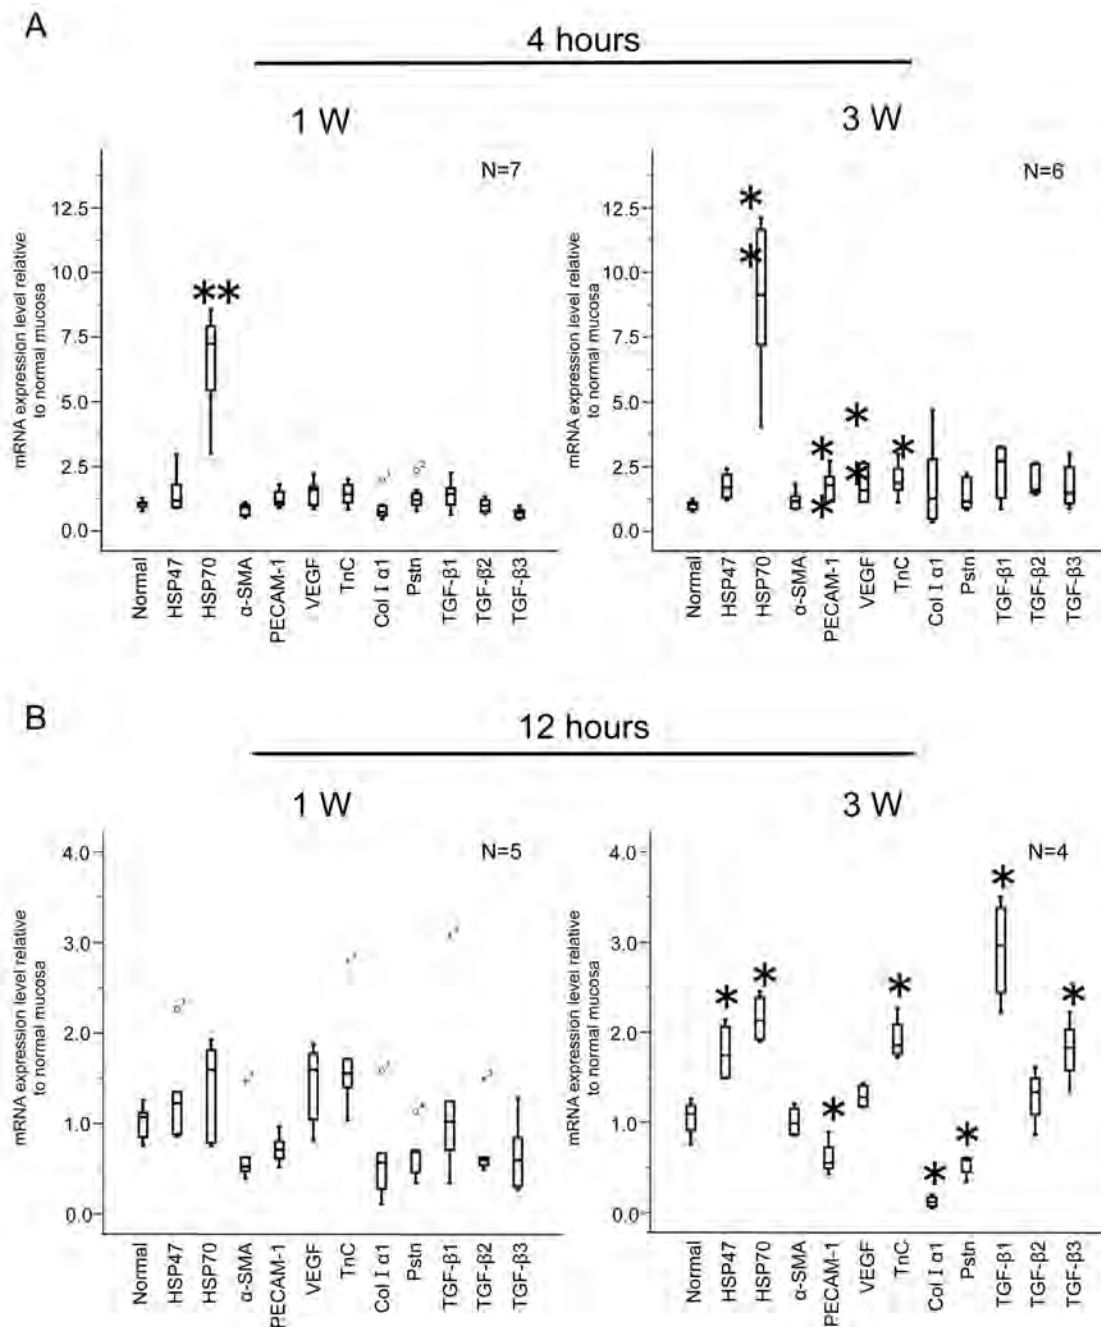 A
4 hours
1 W
3 W
N=7
N=6
mRNA expression level relative
to normal mucosa
12.5
10.0
7.5
5.0
2.5
0.0
Normal
HSP47
HSP70
α-SMA
PECAM-1
VEGF
TnC
Col I α1
Pstn
TGF-β1
TGF-β2
TGF-β3
mRNA expression level relative
to normal mucosa
12.5
10.0
7.5
5.0
2.5
0.0
Normal
HSP47
HSP70
α-SMA
PECAM-1
VEGF
TnC
Col I α1
Pstn
TGF-β1
TGF-β2
TGF-β3
B
12 hours
1 W
3 W
N=5
N=4
mRNA expression level relative
to normal mucosa
4.0
3.0
2.0
1.0
0.0
Normal
HSP47
HSP70
α-SMA
PECAM-1
VEGF
TnC
Col I α1
Pstn
TGF-β1
TGF-β2
TGF-β3
mRNA expression level relative
to normal mucosa
4.0
3.0
2.0
1.0
0.0
Normal
HSP47
HSP70
α-SMA
PECAM-1
VEGF
TnC
Col I α1
Pstn
TGF-β1
TGF-β2
TGF-β3